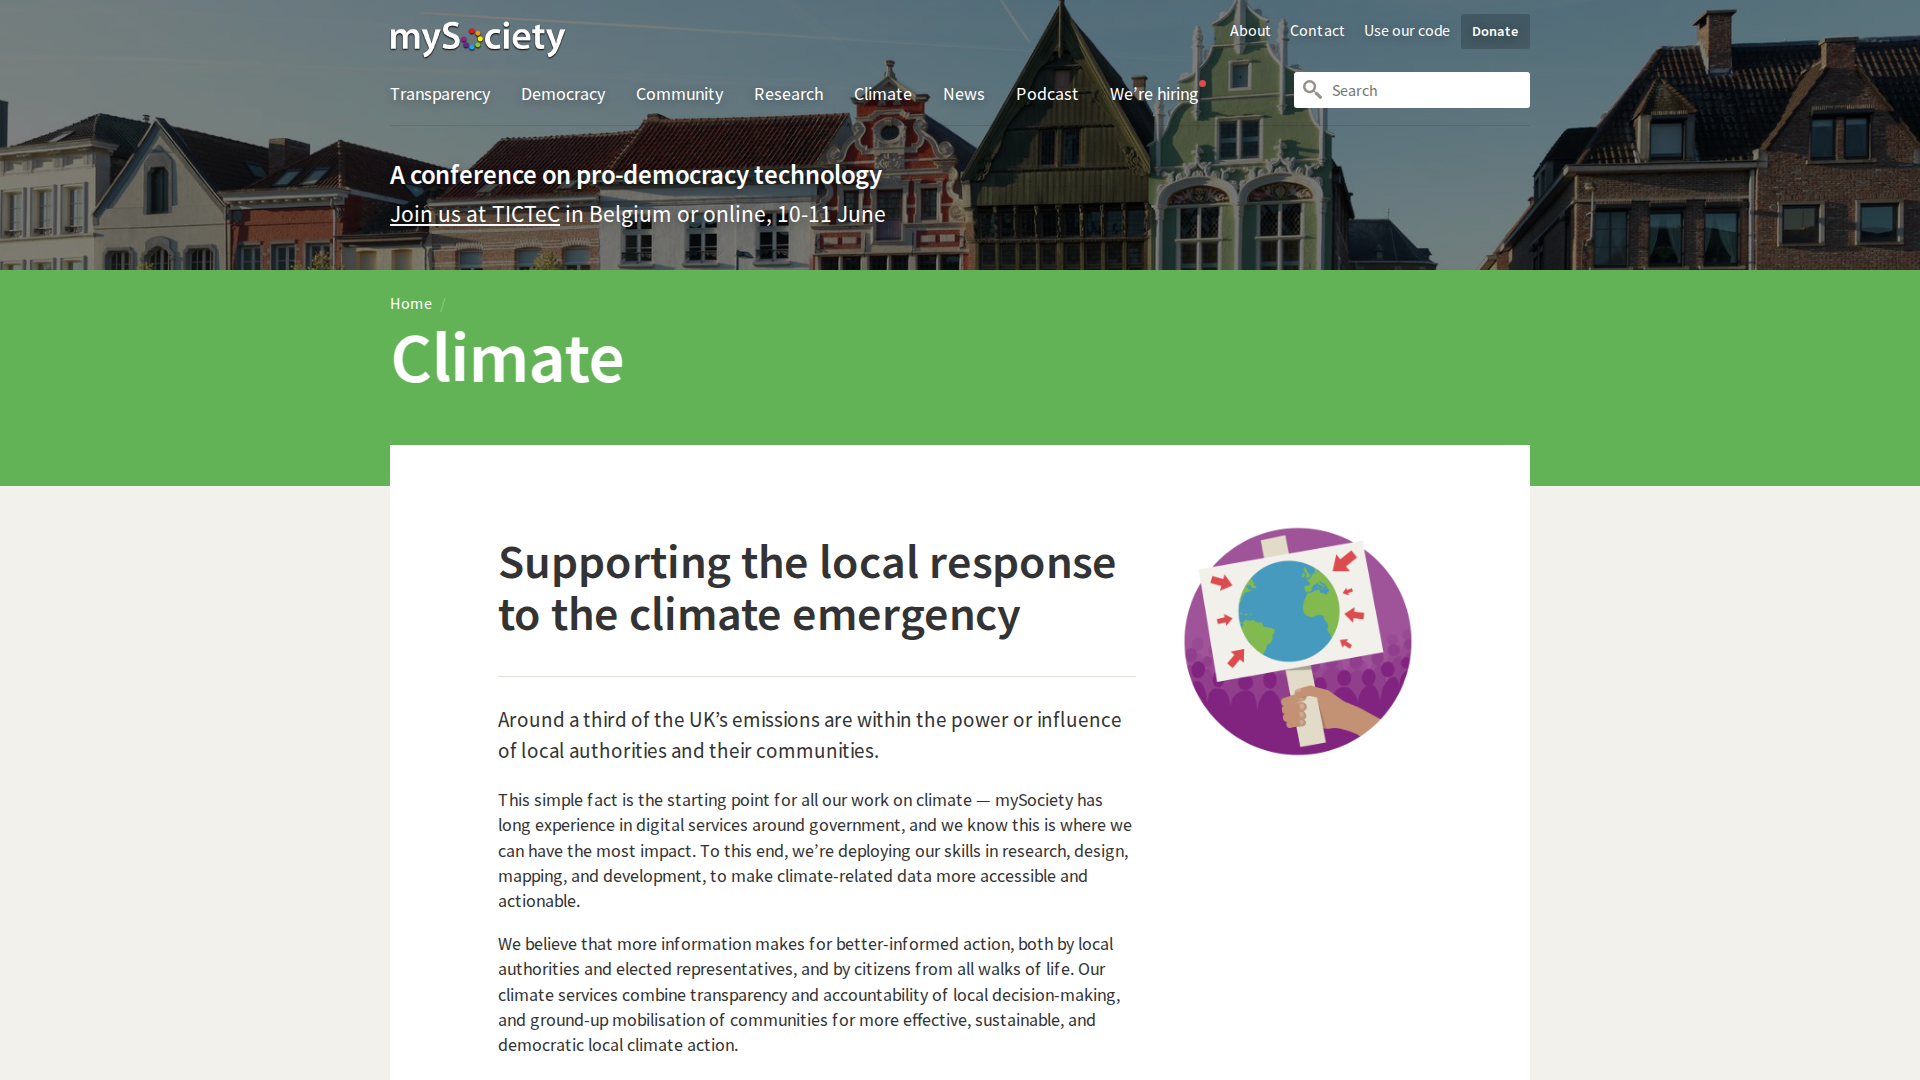 mySociety
About
Contact
Use our code
Donate
Transparency
Democracy
Community
Research
Climate
News
Podcast
We’re hiring
Search
A conference on pro-democracy technology
Join us at TICTeC in Belgium or online, 10-11 June
Home /
Climate
Supporting the local response
to the climate emergency
Around a third of the UK’s emissions are within the power or influence
of local authorities and their communities.
This simple fact is the starting point for all our work on climate — mySociety has
long experience in digital services around government, and we know this is where we
can have the most impact. To this end, we’re deploying our skills in research, design,
mapping, and development, to make climate-related data more accessible and
actionable.
We believe that more information makes for better-informed action, both by local
authorities and elected representatives, and by citizens from all walks of life. Our
climate services combine transparency and accountability of local decision-making,
and ground-up mobilisation of communities for more effective, sustainable, and
democratic local climate action.